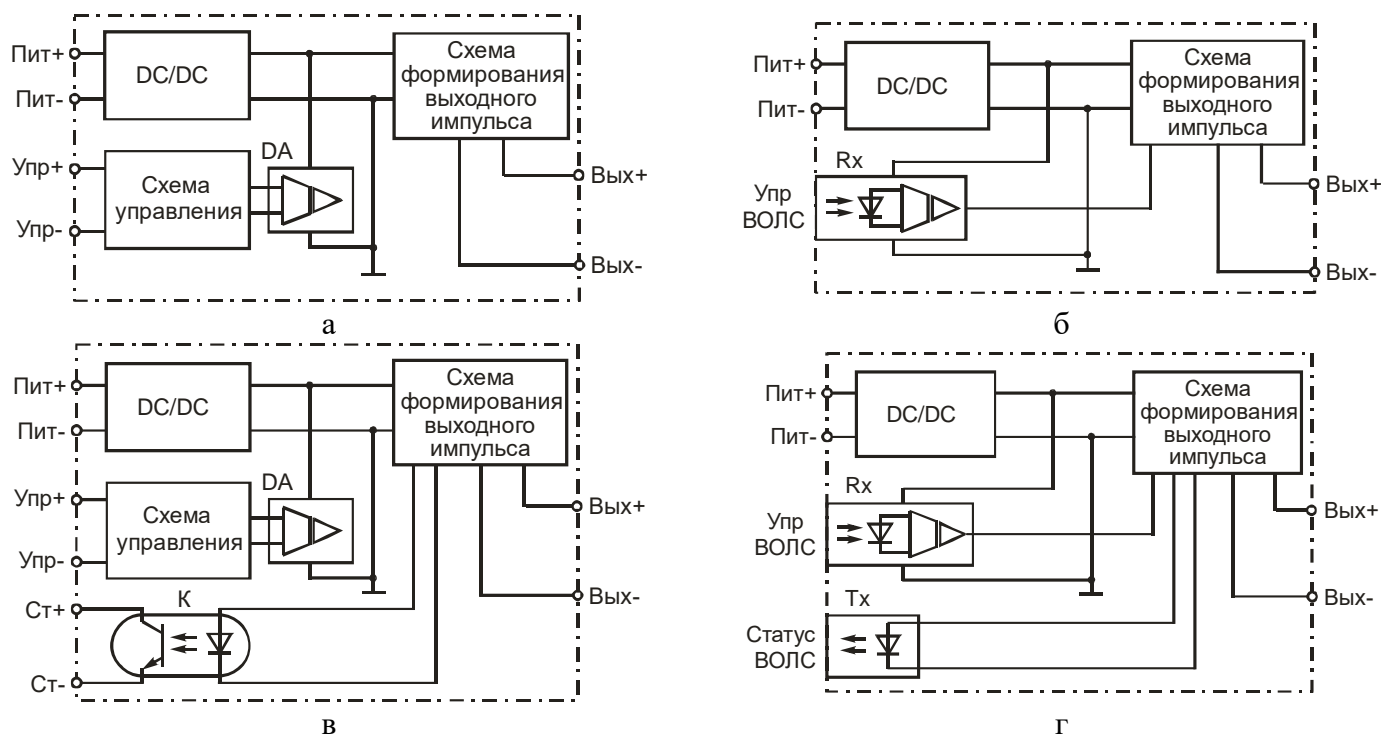 Пит+
Пит-
Упр+
Упр-
DC/DC
DA
Схема
управления
Схема
формирования
выходного
импульса
Вых+
Вых-
а
Пит+
Пит-
DC/DC
Rx
Упр
ВОЛС
Схема
формирования
выходного
импульса
Вых+
Вых-
б
Пит+
Пит-
Упр+
Упр-
Ст+
Ст-
DC/DC
DA
Схема
управления
К
Схема
формирования
выходного
импульса
Вых+
Вых-
в
Пит+
Пит-
DC/DC
Rx
Упр
ВОЛС
Tx
Статус
ВОЛС
Схема
формирования
выходного
импульса
Вых+
Вых-
г